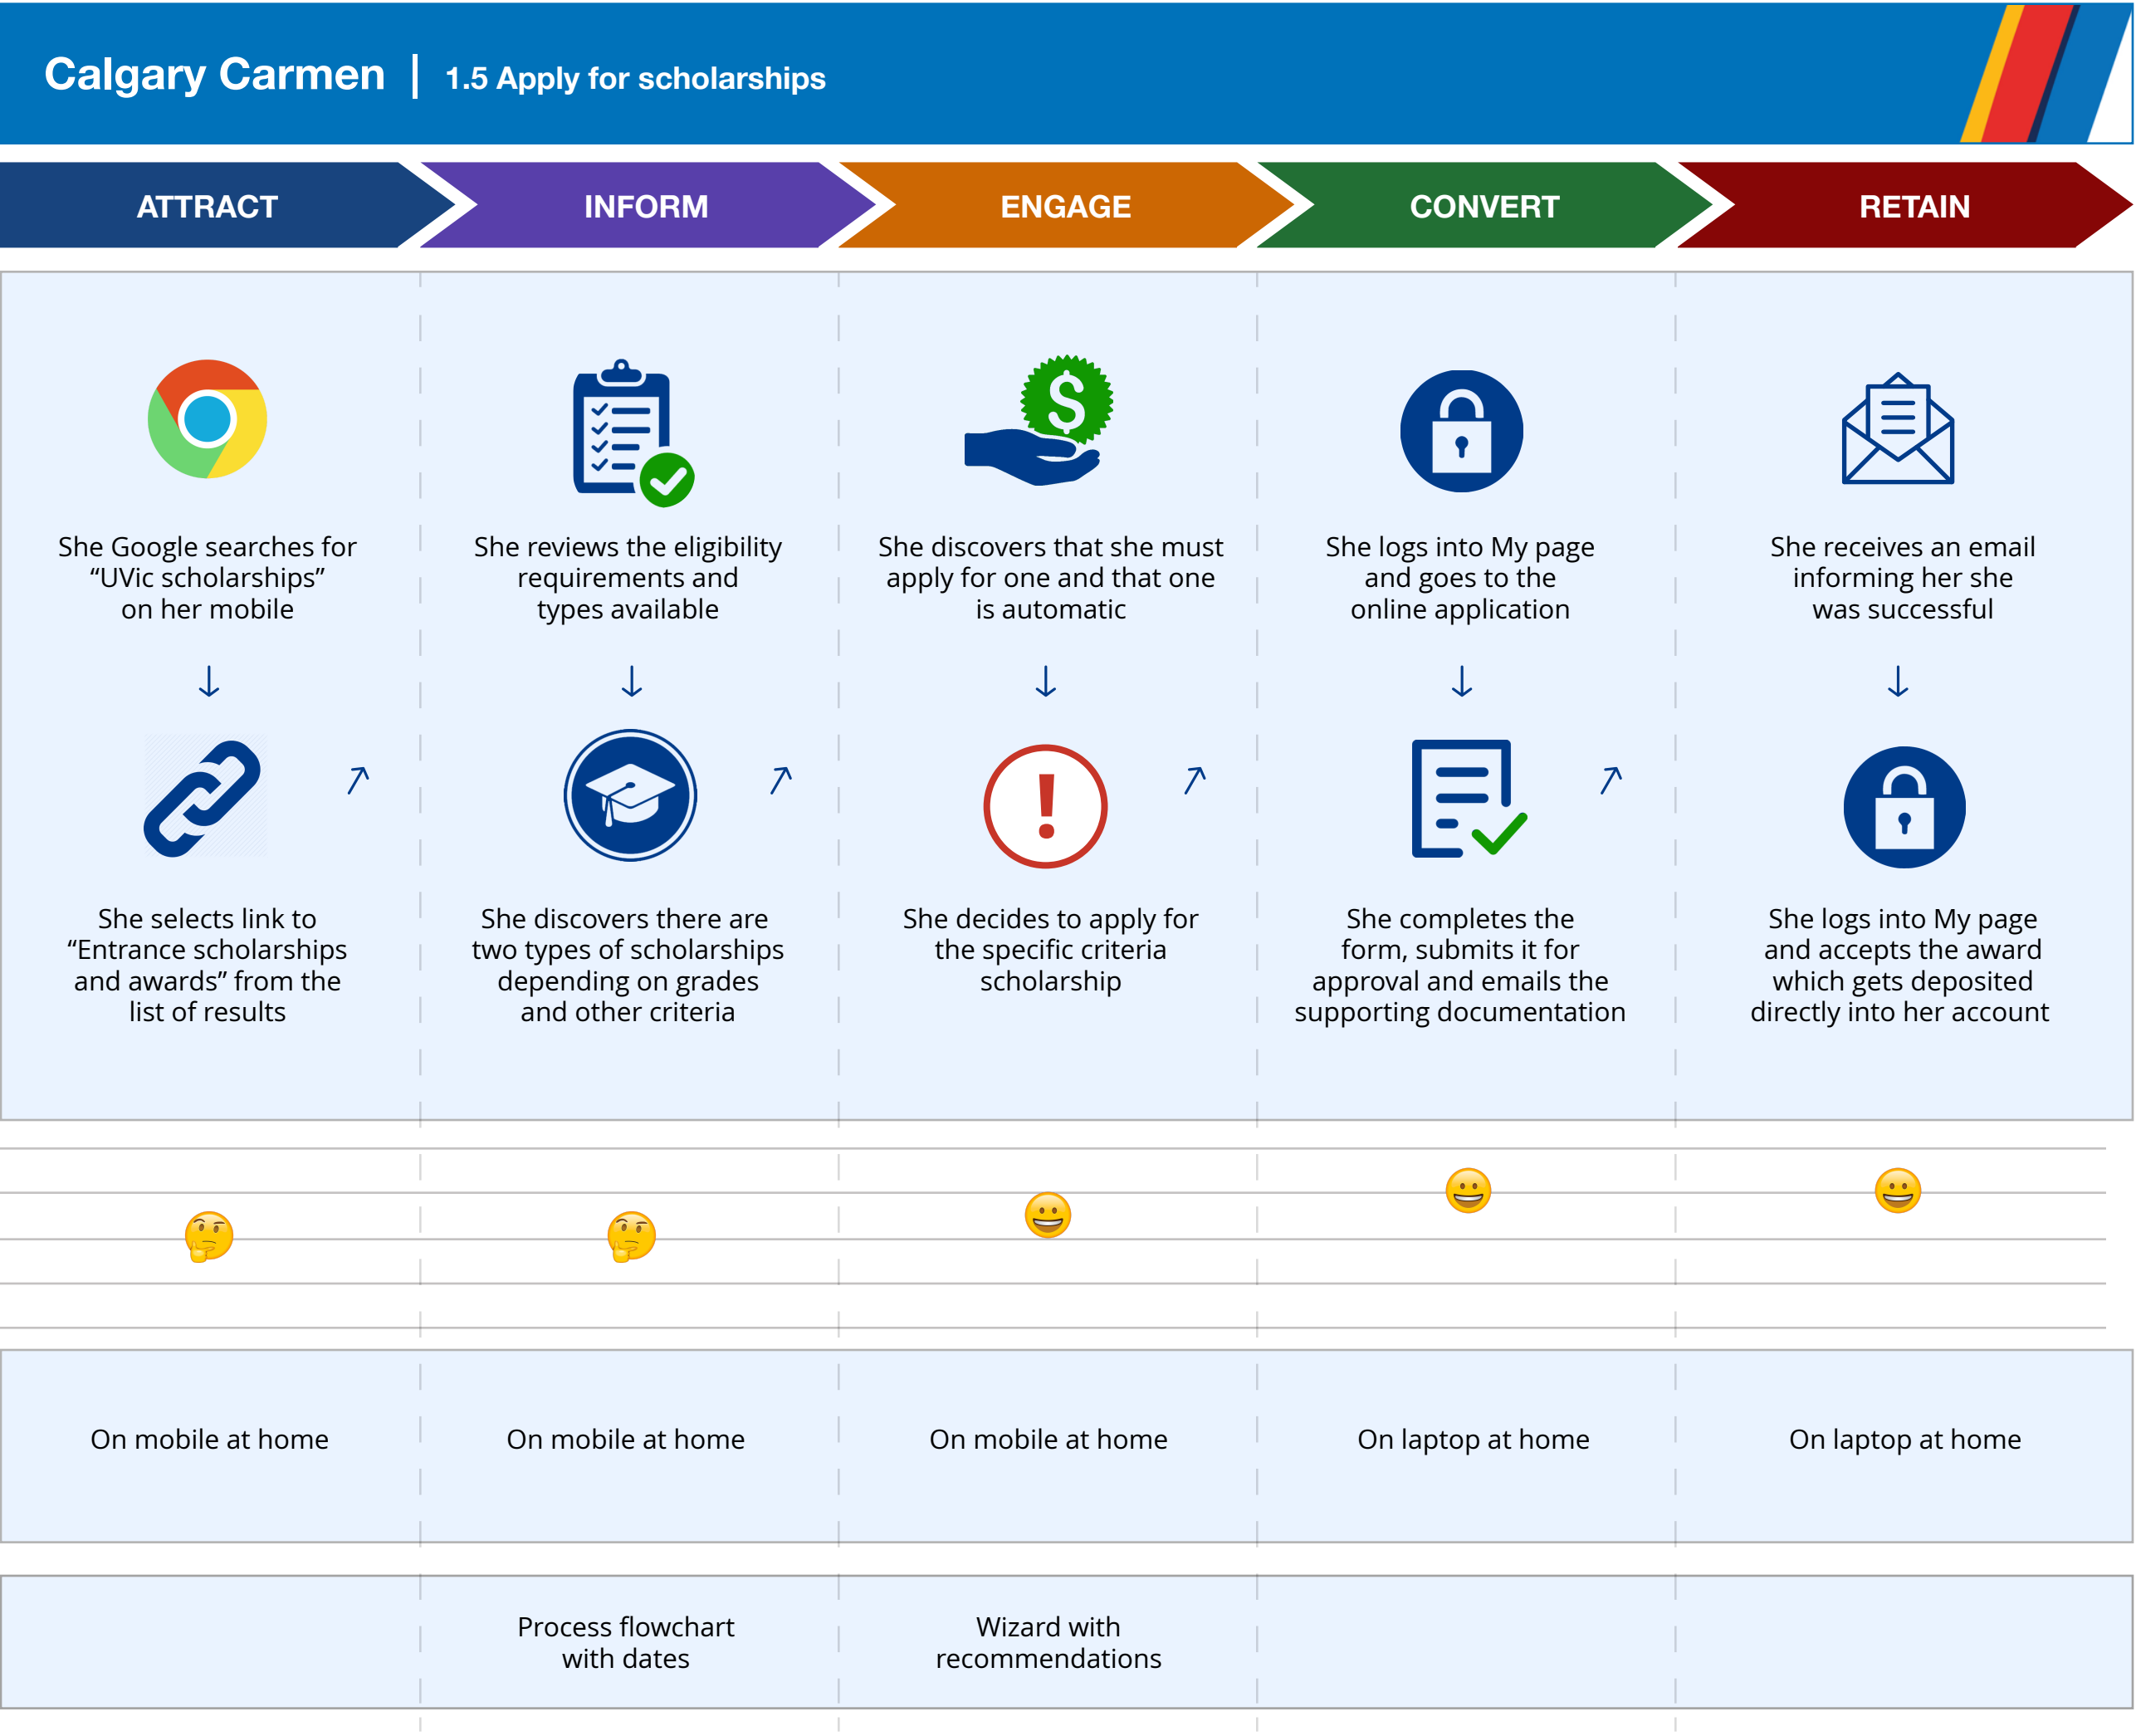 Calgary Carmen | 1.5 Apply for scholarships
ATTRACT
INFORM
ENGAGE
CONVERT
RETAIN
She Google searches for
“UVic scholarships”
on her mobile
She selects link to
“Entrance scholarships
and awards” from the
list of results
She reviews the eligibility
requirements and
types available
She discovers there are
two types of scholarships
depending on grades
and other criteria
She discovers that she must
apply for one and that one
is automatic
She decides to apply for
the specific criteria
scholarship
She logs into My page
and goes to the
online application
She completes the
form, submits it for
approval and emails the
supporting documentation
She receives an email
informing her she
was successful
She logs into My page
and accepts the award
which gets deposited
directly into her account
On mobile at home
On mobile at home
On mobile at home
On laptop at home
On laptop at home
Process flowchart
with dates
Wizard with
recommendations